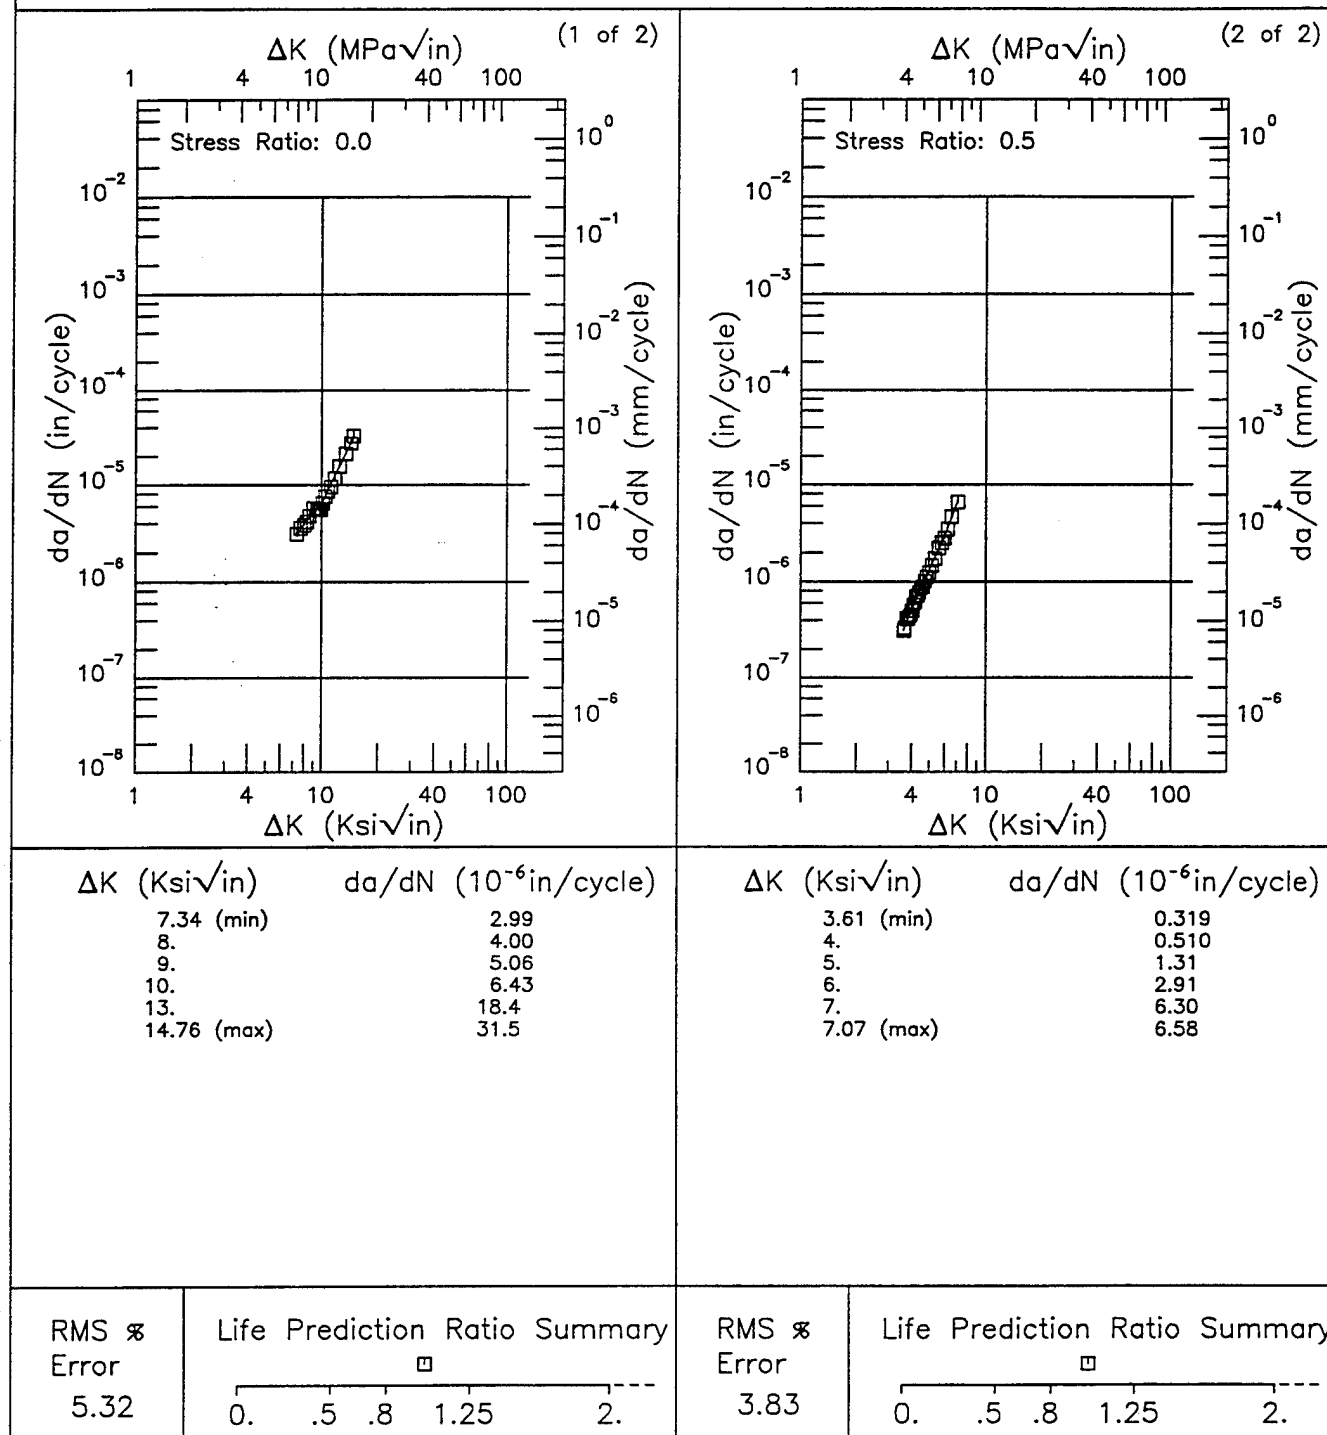 (1 of 2)
ΔK (MPa√in)
1 4 10 40 100
Stress Ratio: 0.0
da/dN (in/cycle)
10⁻²
10⁻³
10⁻⁴
10⁻⁵
10⁻⁶
10⁻⁷
10⁻⁸
10⁰
10⁻¹
10⁻²
10⁻³
10⁻⁴
10⁻⁵
10⁻⁶
da/dN (mm/cycle)
1 4 10 40 100
ΔK (Ksi√in)
ΔK (Ksi√in) da/dN (10⁻⁶in/cycle)
7.34 (min) 2.99
8. 4.00
9. 5.06
10. 6.43
13. 18.4
14.76 (max) 31.5
RMS %
Error
5.32
Life Prediction Ratio Summary
0. .5 .8 1.25 2.
(2 of 2)
ΔK (MPa√in)
1 4 10 40 100
Stress Ratio: 0.5
da/dN (in/cycle)
10⁻²
10⁻³
10⁻⁴
10⁻⁵
10⁻⁶
10⁻⁷
10⁻⁸
10⁰
10⁻¹
10⁻²
10⁻³
10⁻⁴
10⁻⁵
10⁻⁶
da/dN (mm/cycle)
1 4 10 40 100
ΔK (Ksi√in)
ΔK (Ksi√in) da/dN (10⁻⁶in/cycle)
3.61 (min) 0.319
4. 0.510
5. 1.31
6. 2.91
7. 6.30
7.07 (max) 6.58
RMS %
Error
3.83
Life Prediction Ratio Summary
0. .5 .8 1.25 2.